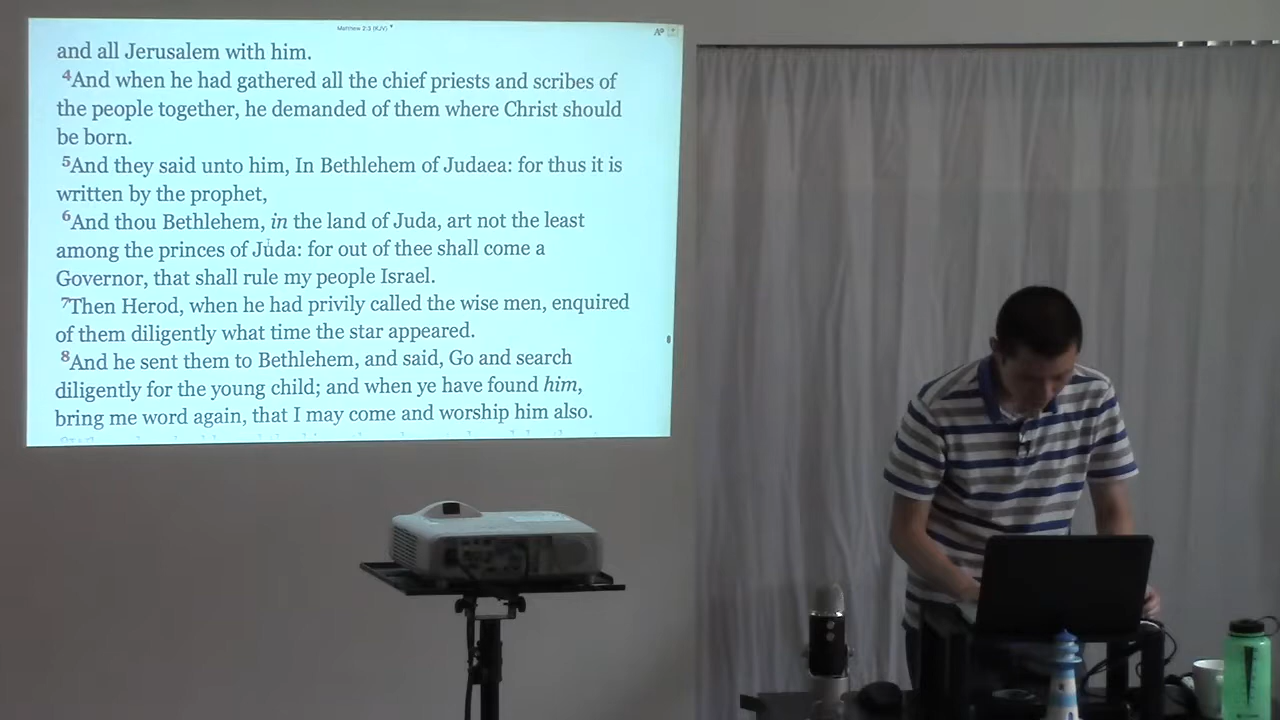 Matthew 2:3 (KJV)
and all Jerusalem with him.
4And when he had gathered all the chief priests and scribes of
the people together, he demanded of them where Christ should
be born.
5And they said unto him, In Bethlehem of Judaea: for thus it is
written by the prophet,
6And thou Bethlehem, in the land of Juda, art not the least
among the princes of Juda: for out of thee shall come a
Governor, that shall rule my people Israel.
7Then Herod, when he had privily called the wise men, enquired
of them diligently what time the star appeared.
8And he sent them to Bethlehem, and said, Go and search
diligently for the young child; and when ye have found him,
bring me word again, that I may come and worship him also.